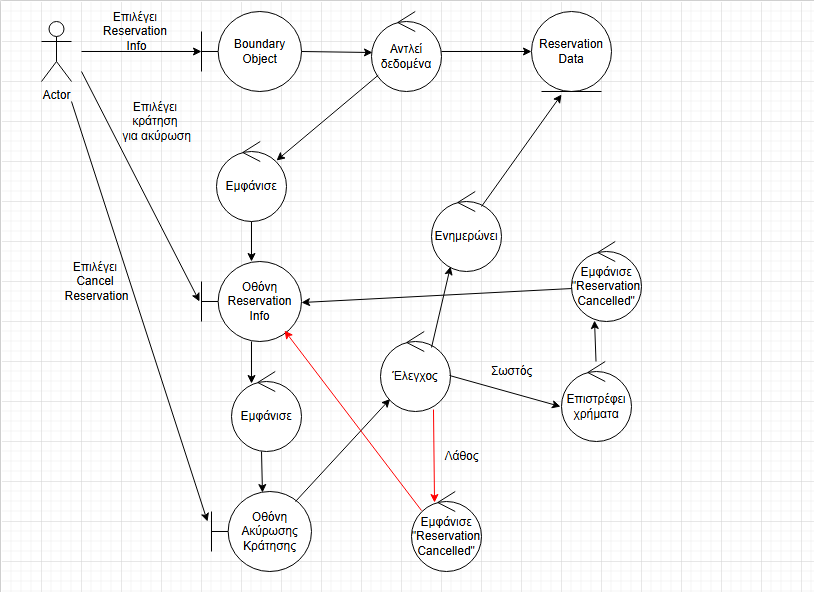 Επιλέγει
Reservation
Info
Boundary
Object
Αντλεί
δεδομένα
Reservation
Data
Actor
Επιλέγει
κράτηση
για ακύρωση
Εμφάνισε
Ενημερώνει
Επιλέγει
Cancel
Reservation
Οθόνη
Reservation
Info
Εμφάνισε
"Reservation
Cancelled"
Έλεγχος
Σωστός
Επιστρέφει
χρήματα
Εμφάνισε
Λάθος
Οθόνη
Ακύρωσης
Κράτησης
Εμφάνισε
"Reservation
Cancelled"